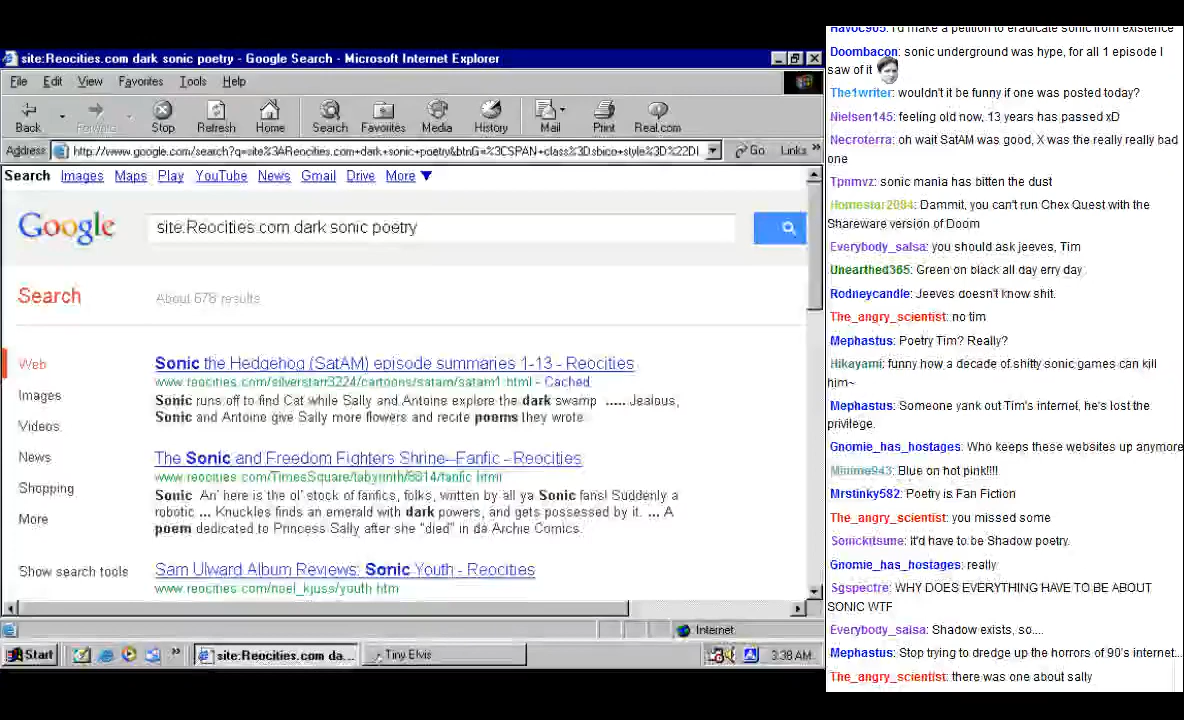 site:Reocities.com dark sonic poetry - Google Search - Microsoft Internet Explorer
File Edit View Favorites Tools Help
Back Forward Stop Refresh Home Search Favorites Media History Mail Print Real.com
Address http://www.google.com/search?q=site%3AReocities.com+dark+sonic+poetry&btnG=%3CSPAN+class%3Dsbico+style%3D%22DI Go Links »
Search Images Maps Play YouTube News Gmail Drive More
Google site:Reocities.com dark sonic poetry
Search About 678 results
Web
Images
Videos
News
Shopping
More
Show search tools
Sonic the Hedgehog (SatAM) episode summaries 1-13 - Reocities
www.reocities.com/silverstarr3224/cartoons/satam/satam1.html - Cached
Sonic runs off to find Cat while Sally and Antoine explore the dark swamp ..... Jealous,
Sonic and Antoine give Sally more flowers and recite poems they wrote.
The Sonic and Freedom Fighters Shrine--Fanfic - Reocities
www.reocities.com/TimesSquare/labyrinth/8614/fanfic.html
Sonic An' here is the ol' stock of fanfics, folks, written by all ya Sonic fans! Suddenly a
robotic ... Knuckles finds an emerald with dark powers, and gets possessed by it. ... A
poem dedicated to Princess Sally after she "died" in da Archie Comics.
Sam Ulward Album Reviews: Sonic Youth - Reocities
www.reocities.com/noel_kjuss/youth.htm
Internet
Start » site:Reocities.com da... Tiny Elvis 3:38 AM
Havoc905: I'd make a petition to eradicate sonic from existence
Doombacon: sonic underground was hype, for all 1 episode I
saw of it
The1writer: wouldn't it be funny if one was posted today?
Nielsen145: feeling old now, 13 years has passed xD
Necroterra: oh wait SatAM was good, X was the really really bad
one
Tpnmvz: sonic mania has bitten the dust
Homestar2094: Dammit, you can't run Chex Quest with the
Shareware version of Doom
Everybody_salsa: you should ask jeeves, Tim
Unearthed365: Green on black all day erry day
Rodneycandle: Jeeves doesn't know shit.
The_angry_scientist: no tim
Mephastus: Poetry Tim? Really?
Hikayami: funny how a decade of shitty sonic games can kill
him~
Mephastus: Someone yank out Tim's internet, he's lost the
privilege.
Gnomie_has_hostages: Who keeps these websites up anymore
Minime943: Blue on hot pink!!!!
Mrstinky582: Poetry is Fan Fiction
The_angry_scientist: you missed some
Sonickitsune: it'd have to be Shadow poetry.
Gnomie_has_hostages: really
Sgspectre: WHY DOES EVERYTHING HAVE TO BE ABOUT
SONIC WTF
Everybody_salsa: Shadow exists, so....
Mephastus: Stop trying to dredge up the horrors of 90's internet...
The_angry_scientist: there was one about sally